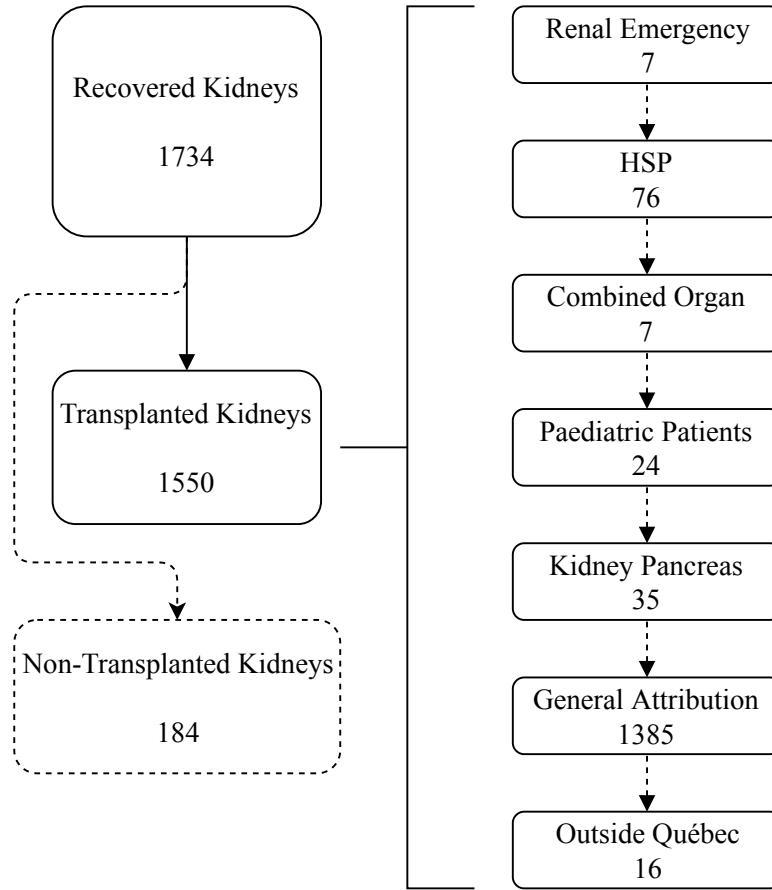 Recovered Kidneys
1734
Transplanted Kidneys
1550
Non-Transplanted Kidneys
184
Renal Emergency
7
HSP
76
Combined Organ
7
Paediatric Patients
24
Kidney Pancreas
35
General Attribution
1385
Outside Québec
16